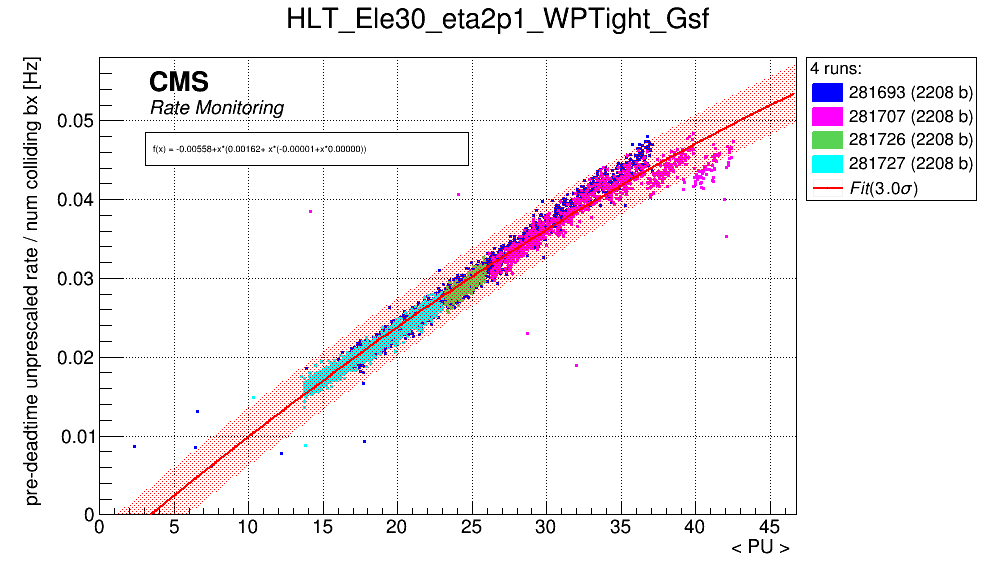 HLT_Ele30_eta2p1_WPTight_Gsf
pre-deadtime unprescaled rate / num colliding bx [Hz]
CMS
Rate Monitoring
f(x) = -0.00558+x*(0.00162+ x*(-0.00001+x*0.00000))
0.05
0.04
0.03
0.02
0.01
0
0 5 10 15 20 25 30 35 40 45
< PU >
4 runs:
281693 (2208 b)
281707 (2208 b)
281726 (2208 b)
281727 (2208 b)
Fit(3.0σ)